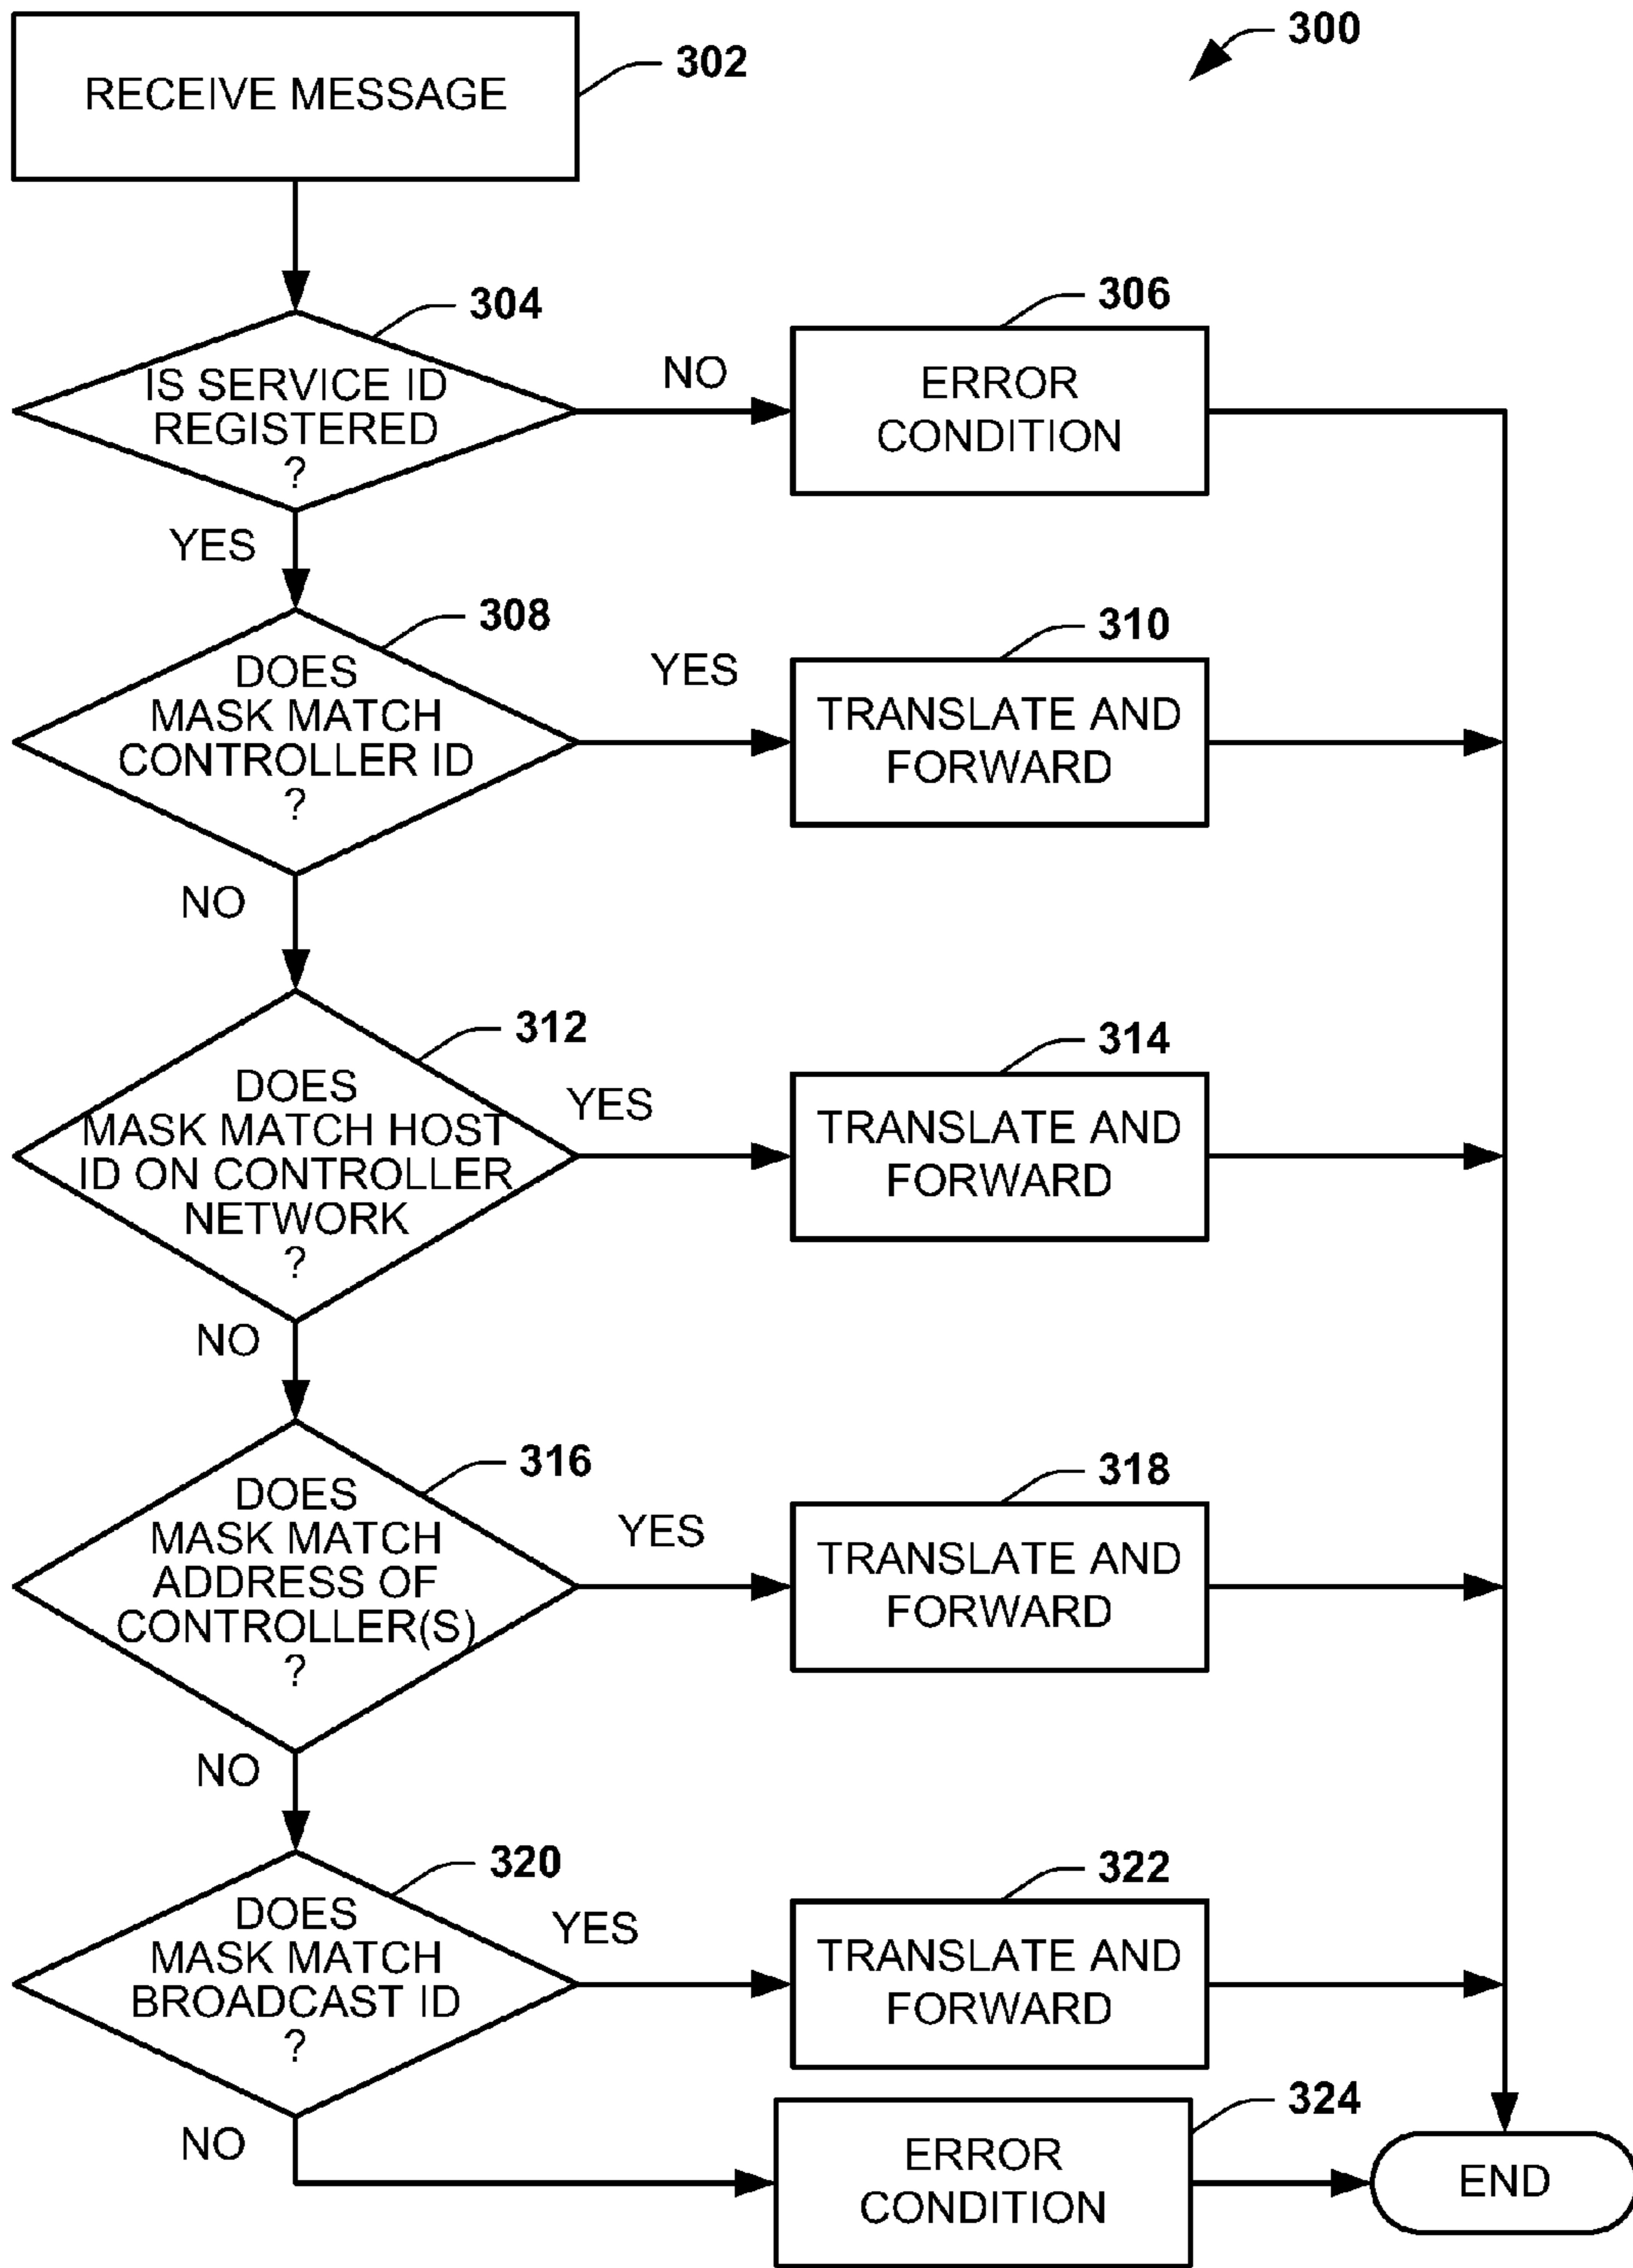 300
RECEIVE MESSAGE
302
304
IS SERVICE ID
REGISTERED
?
NO
306
ERROR
CONDITION
YES
308
DOES
MASK MATCH
CONTROLLER ID
?
YES
310
TRANSLATE AND
FORWARD
NO
312
DOES
MASK MATCH HOST
ID ON CONTROLLER
NETWORK
?
YES
314
TRANSLATE AND
FORWARD
NO
316
DOES
MASK MATCH
ADDRESS OF
CONTROLLER(S)
?
YES
318
TRANSLATE AND
FORWARD
NO
320
DOES
MASK MATCH
BROADCAST ID
?
YES
322
TRANSLATE AND
FORWARD
NO
324
ERROR
CONDITION
END